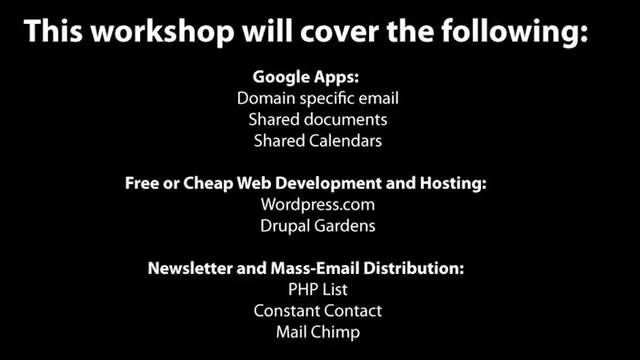 This workshop will cover the following:
Google Apps:
Domain specific email
Shared documents
Shared Calendars
Free or Cheap Web Development and Hosting:
Wordpress.com
Drupal Gardens
Newsletter and Mass-Email Distribution:
PHP List
Constant Contact
Mail Chimp